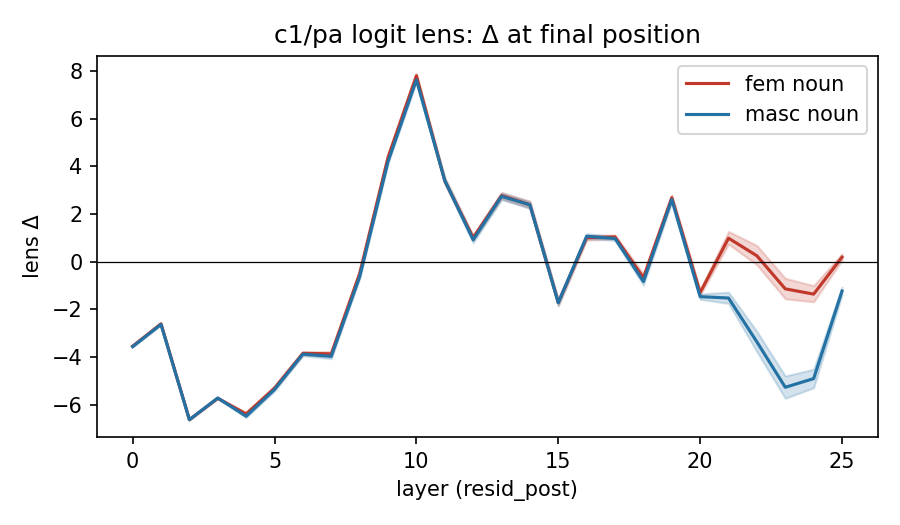 c1/pa logit lens: Δ at final position
fem noun
masc noun
8
6
4
2
0
−2
−4
−6
lens Δ
0 5 10 15 20 25
layer (resid_post)